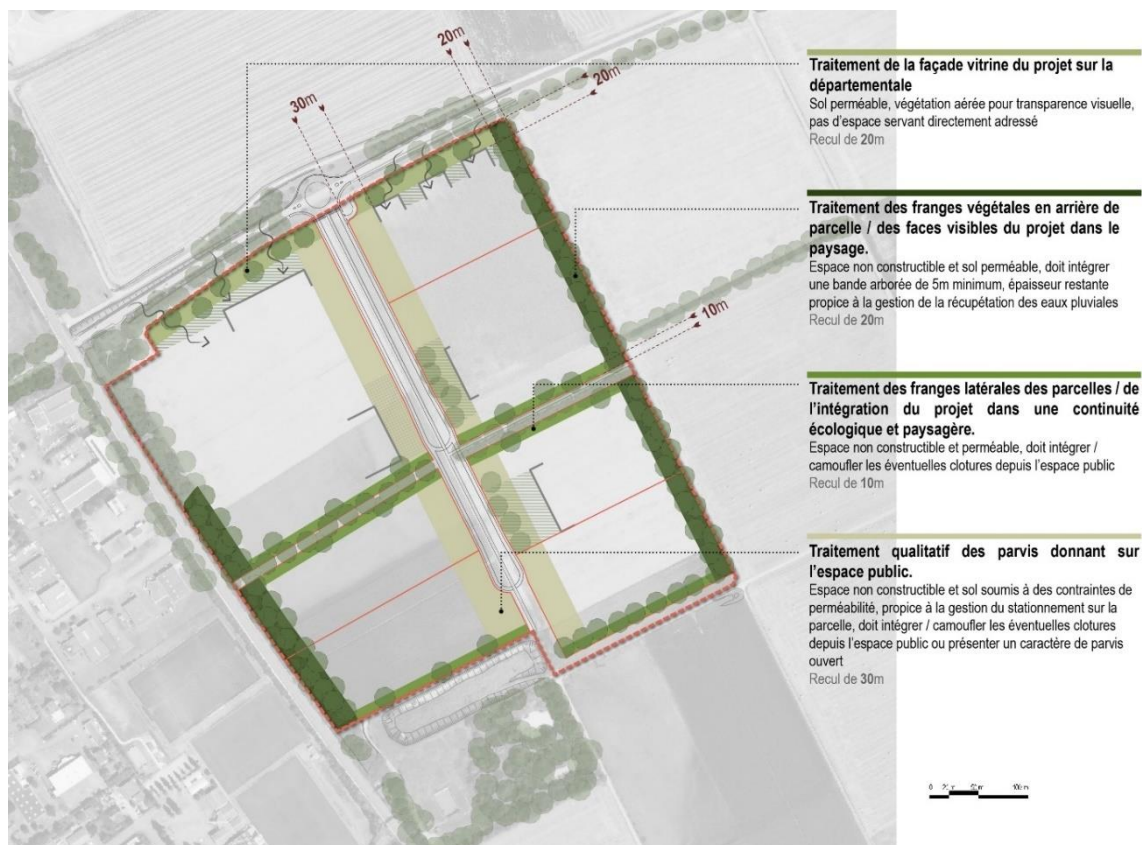 20m
20m
30m
10m
Traitement de la façade vitrine du projet sur la
départementale
Sol perméable, végétation aérée pour transparence visuelle,
pas d'espace servant directement adressé
Recul de 20m
Traitement des franges végétales en arrière de
parcelle / des faces visibles du projet dans le
paysage.
Espace non constructible et sol perméable, doit intégrer
une bande arborée de 5m minimum, épaisseur restante
propice à la gestion de la récupétation des eaux pluviales
Recul de 20m
Traitement des franges latérales des parcelles / de
l'intégration du projet dans une continuité
écologique et paysagère.
Espace non constructible et perméable, doit intégrer /
camoufler les éventuelles clotures depuis l'espace public
Recul de 10m
Traitement qualitatif des parvis donnant sur
l'espace public.
Espace non constructible et sol soumis à des contraintes de
perméabilité, propice à la gestion du stationnement sur la
parcelle, doit intégrer / camoufler les éventuelles clotures
depuis l'espace public ou présenter un caractère de parvis
ouvert
Recul de 30m
0 50m 100m